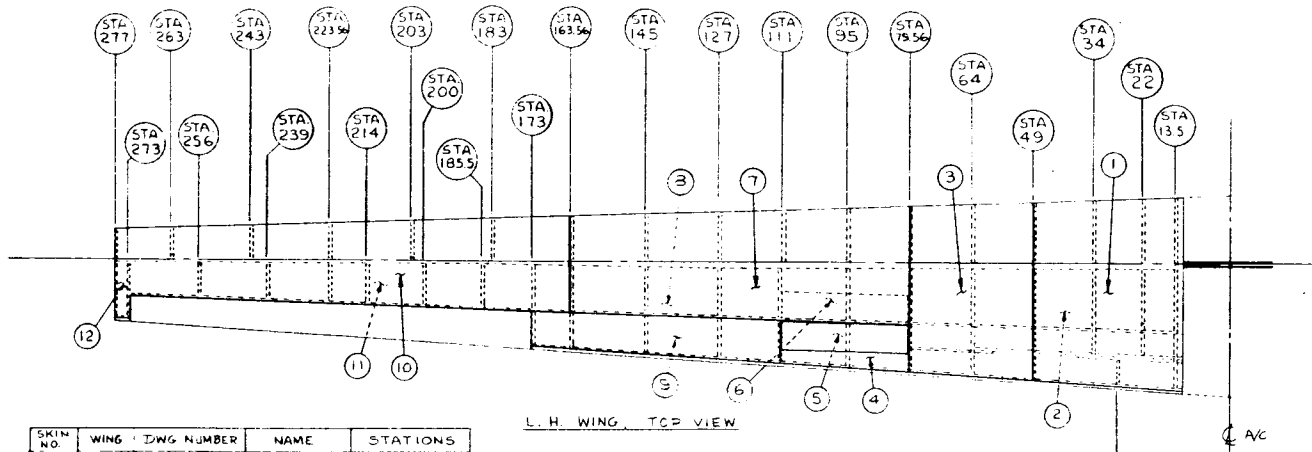 STA 277
STA 263
STA 243
STA 223.56
STA 203
STA 183
STA 163.56
STA 145
STA 127
STA 111
STA 95
STA 79.56
STA 64
STA 34
STA 22
STA 13.5
STA 49
STA. 273
STA. 256
STA. 239
STA 214
STA. 200
STA 185.5
STA 173
8
7
3
1
12
11
10
9
6
5
4
2
L. H. WING, TOP VIEW
℄ A/C
SKIN NO. WING DWG NUMBER NAME STATIONS